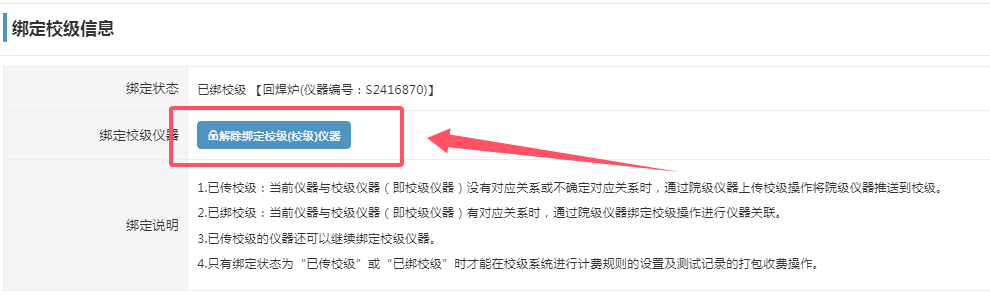 绑定校级信息
绑定状态
已绑校级 【回焊炉(仪器编号：S2416870)】
绑定校级仪器
解除绑定校级(校级)仪器
绑定说明
1.已传校级：当前仪器与校级仪器（即校级仪器）没有对应关系或不确定对应关系时，通过院级仪器上传校级操作将院级仪器推送到校级。
2.已绑校级：当前仪器与校级仪器（即校级仪器）有对应关系时，通过院级仪器绑定校级操作进行仪器关联。
3.已传校级的仪器还可以继续绑定校级仪器。
4.只有绑定状态为“已传校级”或“已绑校级”时才能在校级系统进行计费规则的设置及测试记录的打包收费操作。